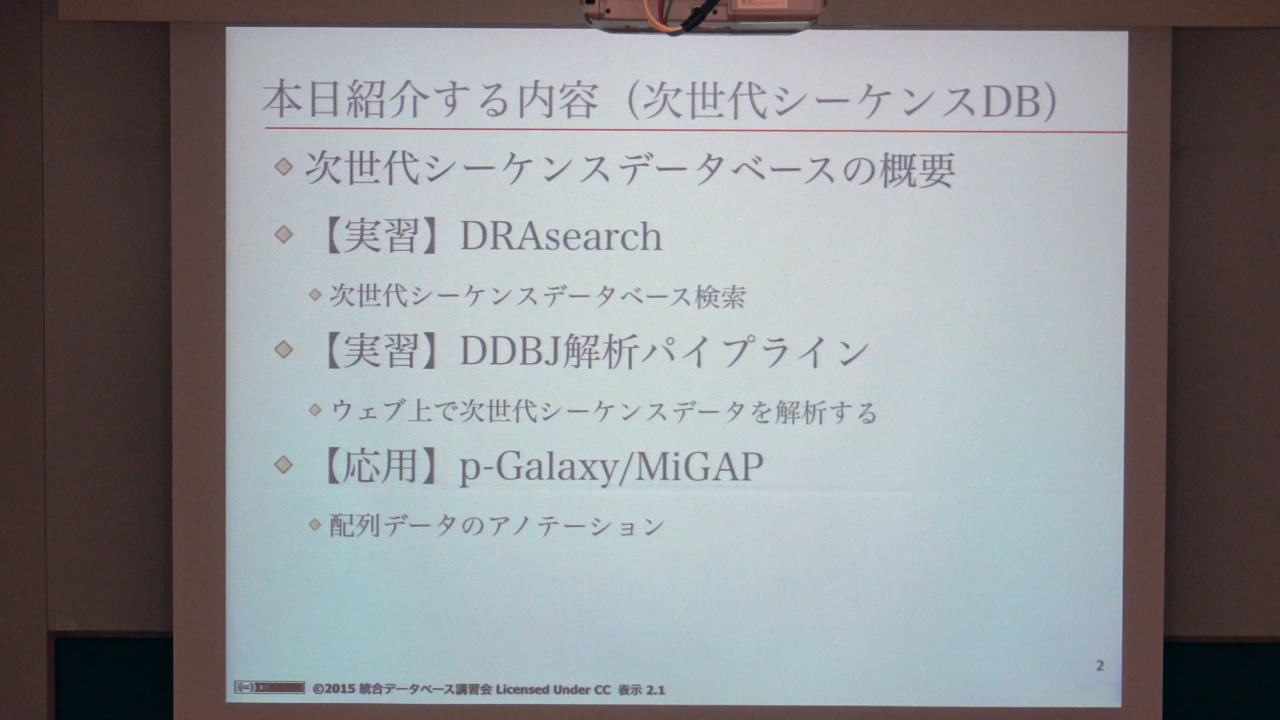 本日紹介する内容（次世代シーケンスDB）
次世代シーケンスデータベースの概要
【実習】DRAsearch
次世代シーケンスデータベース検索
【実習】DDBJ解析パイプライン
ウェブ上で次世代シーケンスデータを解析する
【応用】p-Galaxy/MiGAP
配列データのアノテーション
2
©2015 統合データベース講習会 Licensed Under CC 表示 2.1